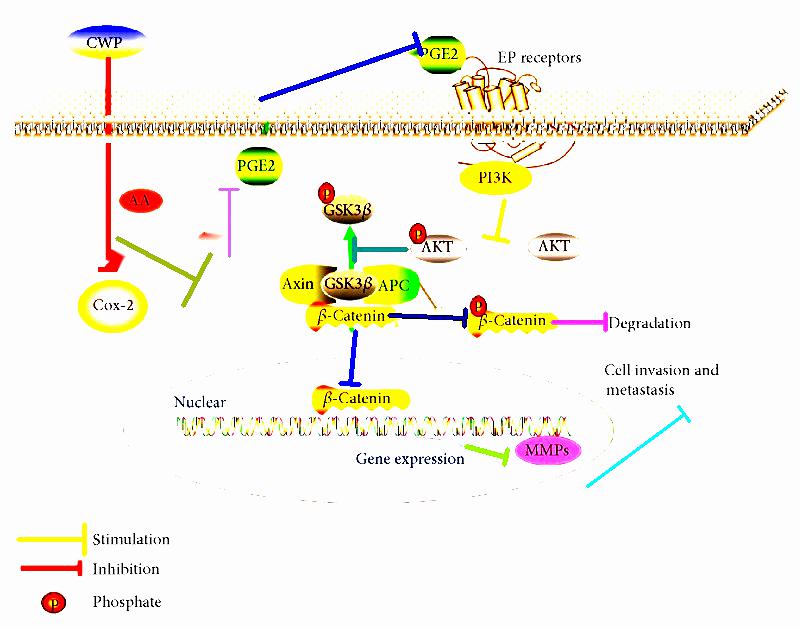 CWP
PGE2
EP receptors
PGE2
PI3K
AA
P
GSK3β
P
AKT
AKT
Axin
GSK3β
APC
Cox-2
β-Catenin
P
β-Catenin
Degradation
Cell invasion and
metastasis
Nuclear
β-Catenin
Gene expression
MMPs
Stimulation
Inhibition
P
Phosphate